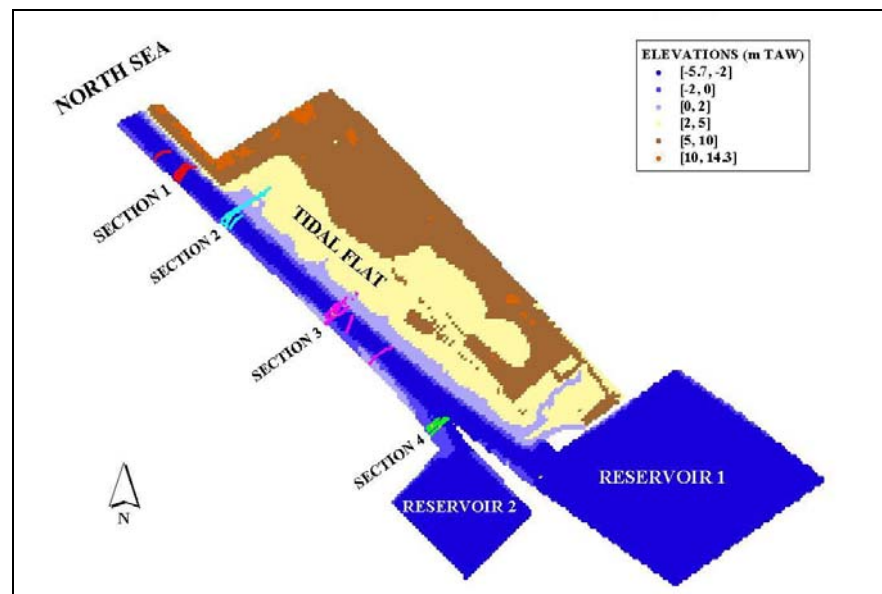 NORTH SEA
ELEVATIONS (m TAW)
[-5.7, -2]
[-2, 0]
[0, 2]
[2, 5]
[5, 10]
[10, 14.3]
SECTION 1
SECTION 2
TIDAL FLAT
SECTION 3
SECTION 4
RESERVOIR 1
RESERVOIR 2
N